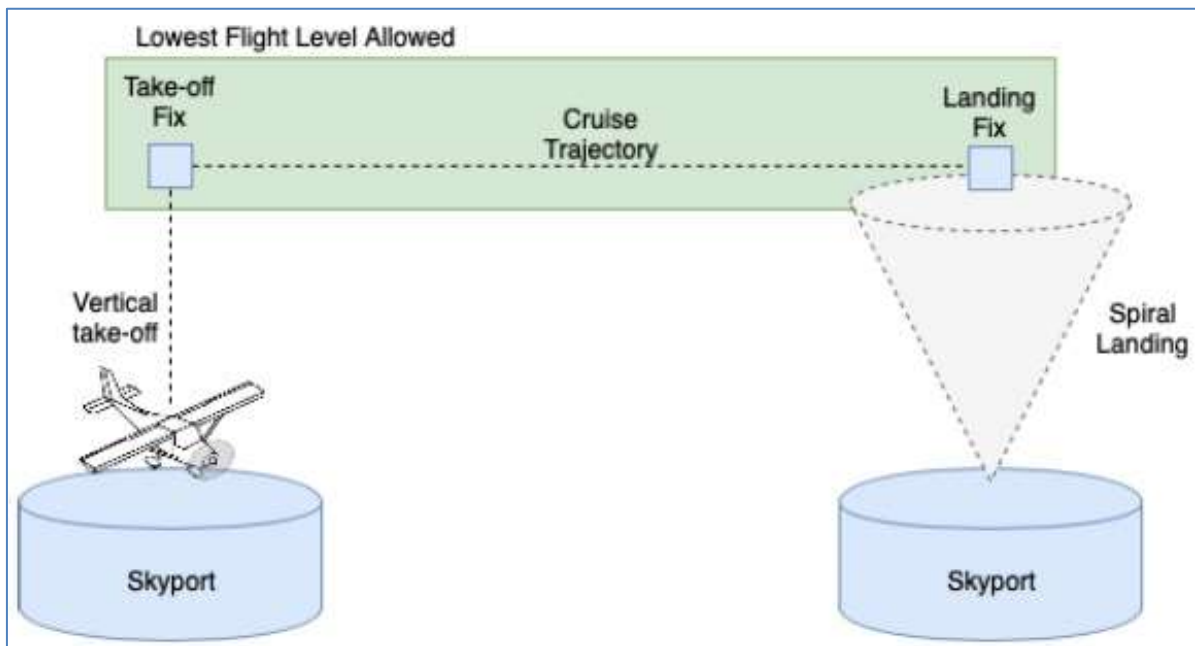 Lowest Flight Level Allowed
Take-off
Fix
Cruise
Trajectory
Landing
Fix
Vertical
take-off
Spiral
Landing
Skyport
Skyport